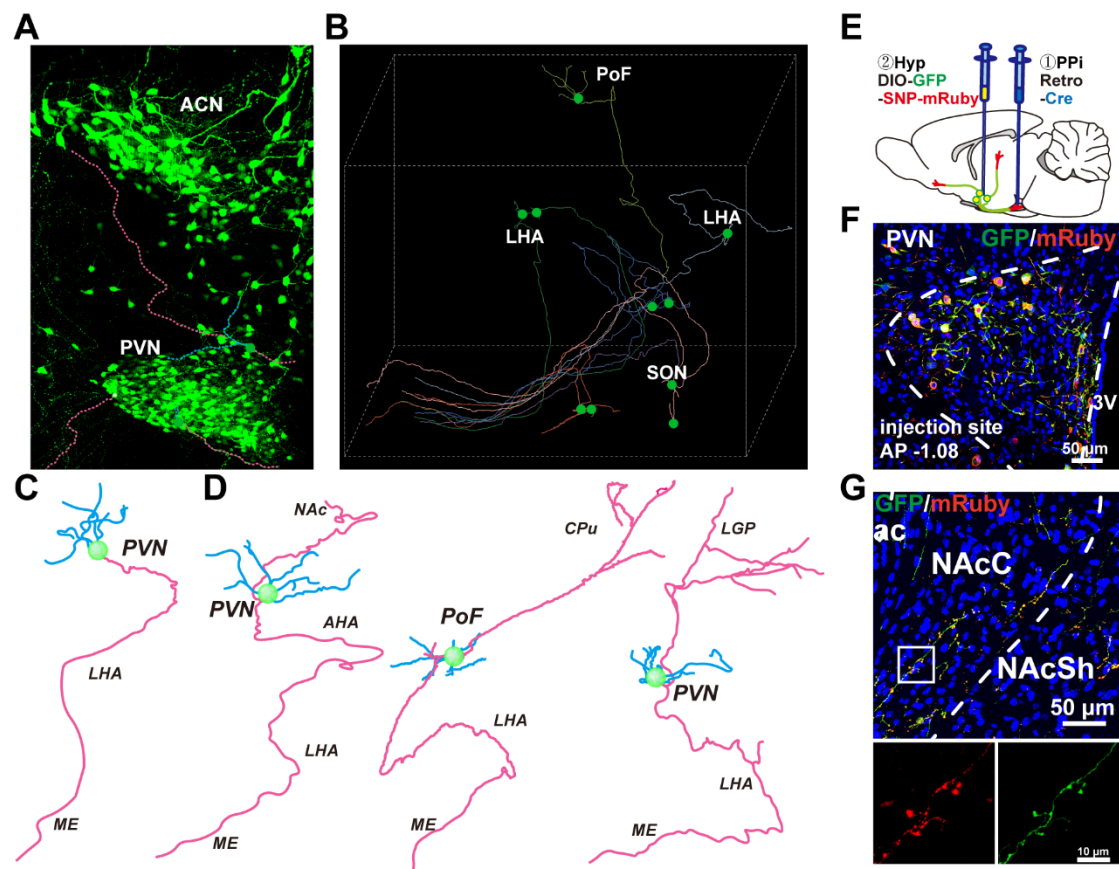 A
ACN
PVN
B
PoF
LHA
LHA
SON
E
②Hyp
DIO-GFP
-SNP-mRuby
①PPi
Retro
-Cre
F
PVN
GFP/mRuby
3V
injection site
AP -1.08
50 µm
C
PVN
LHA
ME
D
NAc
PVN
AHA
LHA
ME
CPu
PoF
LHA
ME
LGP
PVN
LHA
ME
G
GFP/mRuby
ac
NAcC
NAcSh
50 µm
10 µm